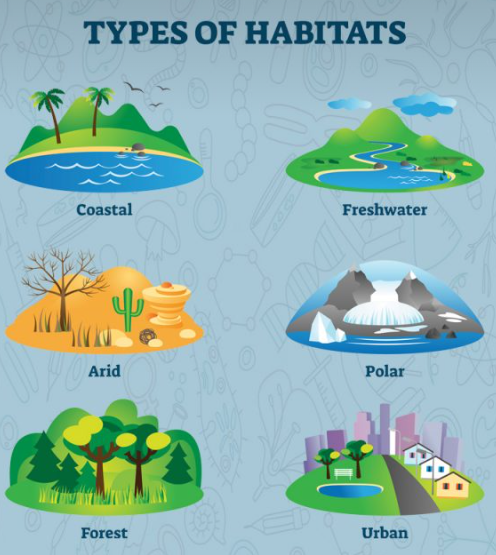 TYPES OF HABITATS
Coastal
Freshwater
Arid
Polar
Forest
Urban